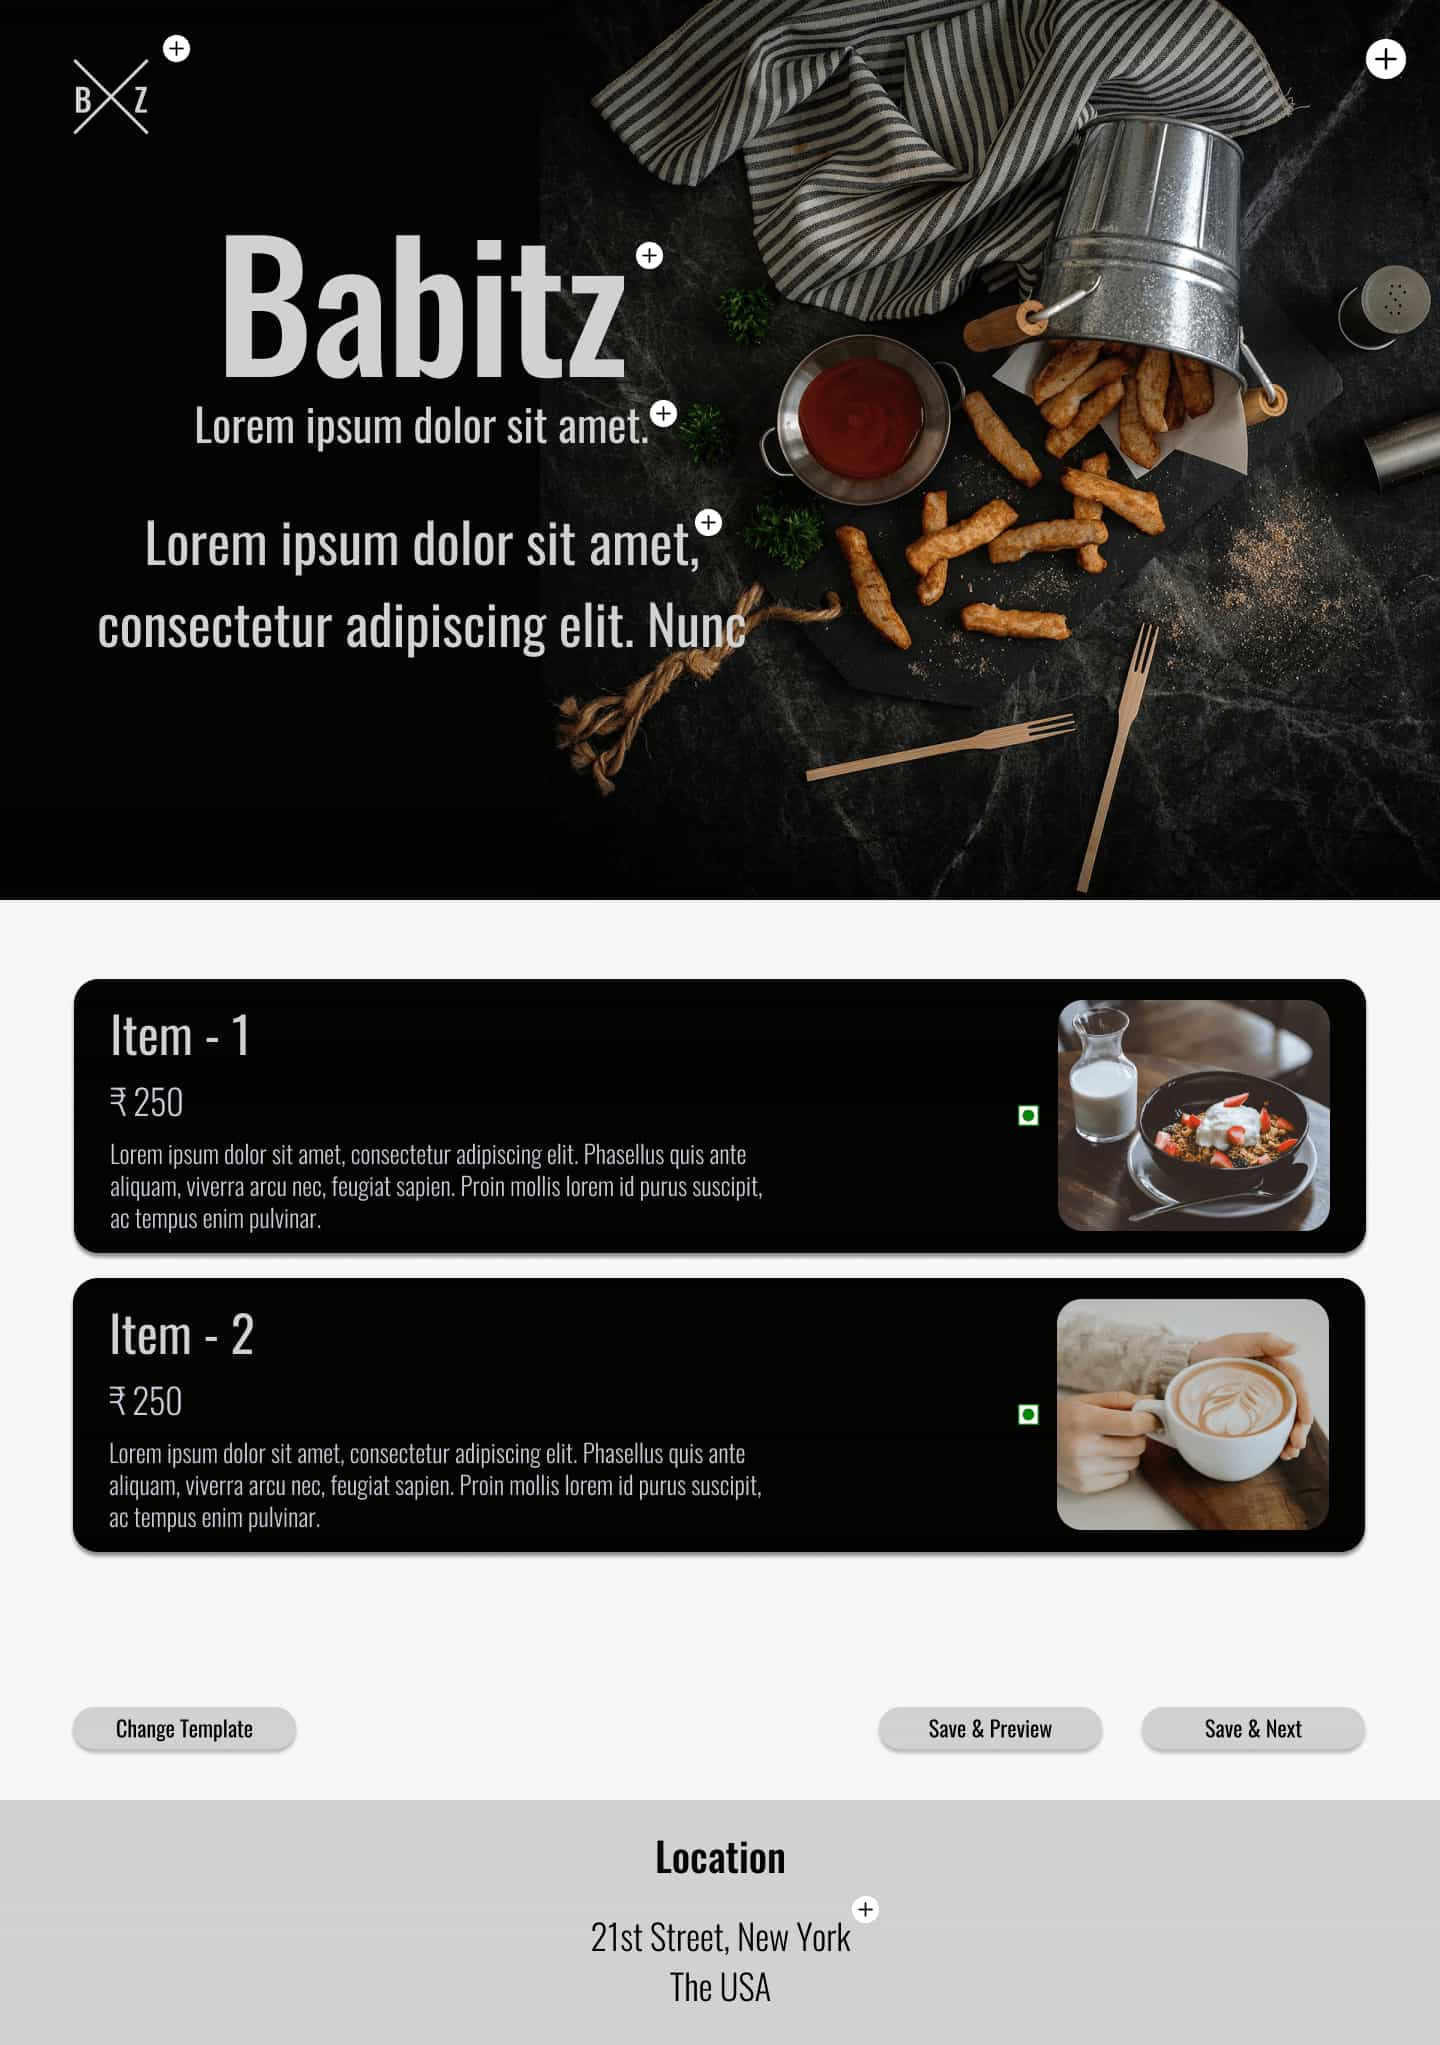 B Z
Babitz
Lorem ipsum dolor sit amet.
Lorem ipsum dolor sit amet,
consectetur adipiscing elit. Nunc
Item - 1
₹ 250
Lorem ipsum dolor sit amet, consectetur adipiscing elit. Phasellus quis ante
aliquam, viverra arcu nec, feugiat sapien. Proin mollis lorem id purus suscipit,
ac tempus enim pulvinar.
Item - 2
₹ 250
Lorem ipsum dolor sit amet, consectetur adipiscing elit. Phasellus quis ante
aliquam, viverra arcu nec, feugiat sapien. Proin mollis lorem id purus suscipit,
ac tempus enim pulvinar.
Change Template
Save & Preview
Save & Next
Location
21st Street, New York
The USA